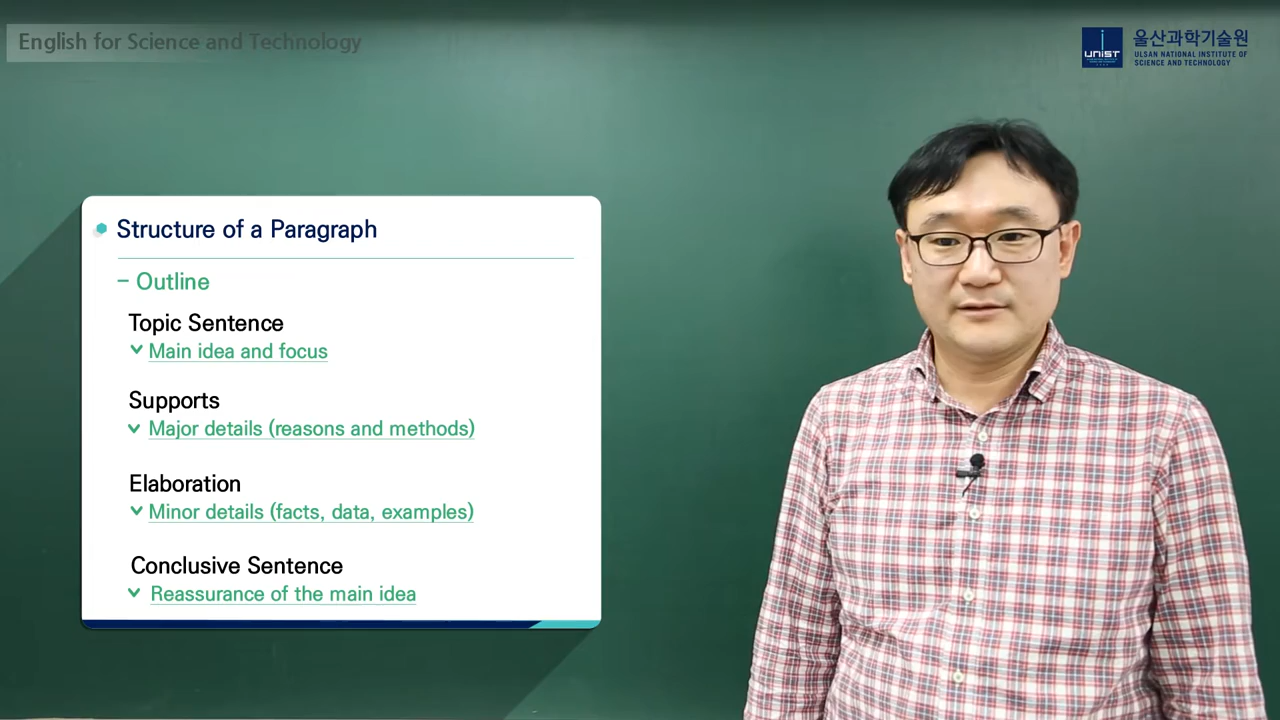 English for Science and Technology
UNIST
울산과학기술원
ULSAN NATIONAL INSTITUTE OF
SCIENCE AND TECHNOLOGY
Structure of a Paragraph
- Outline
Topic Sentence
Main idea and focus
Supports
Major details (reasons and methods)
Elaboration
Minor details (facts, data, examples)
Conclusive Sentence
Reassurance of the main idea